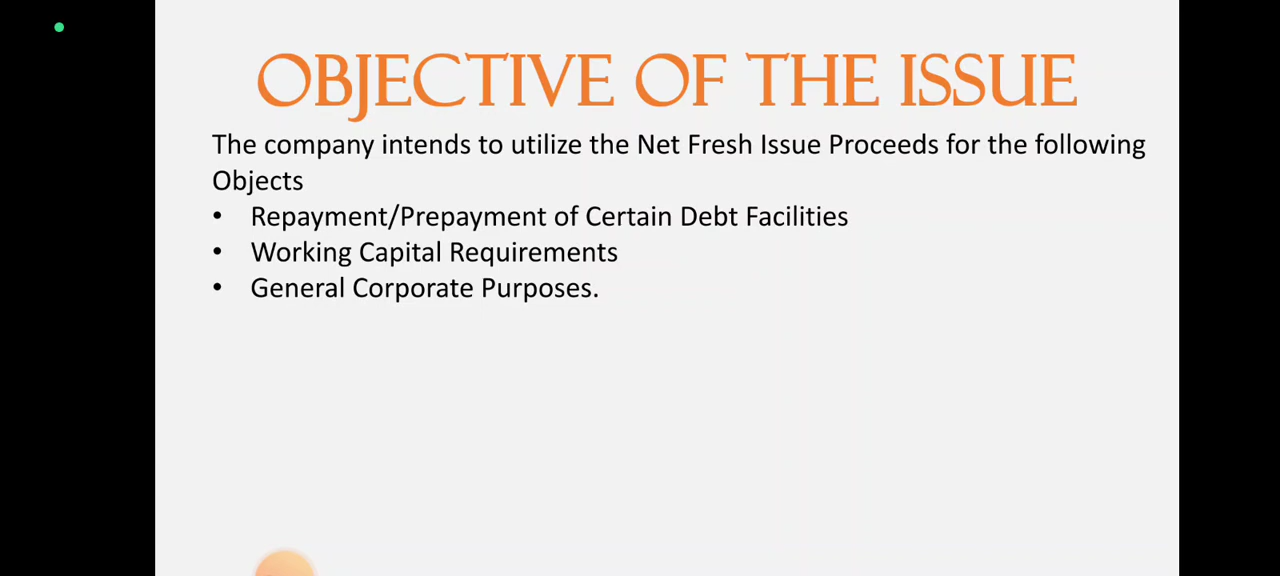 OBJECTIVE OF THE ISSUE
The company intends to utilize the Net Fresh Issue Proceeds for the following
Objects
• Repayment/Prepayment of Certain Debt Facilities
• Working Capital Requirements
• General Corporate Purposes.